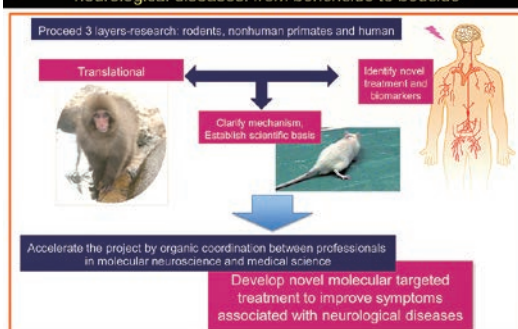 neurological diseases: from benchside to bedside
Proceed 3 layers-research: rodents, nonhuman primates and human
Translational
Identify novel
treatment and
biomarkers
Clarify mechanism,
Establish scientific basis
Accelerate the project by organic coordination between professionals
in molecular neuroscience and medical science
Develop novel molecular targeted
treatment to improve symptoms
associated with neurological diseases